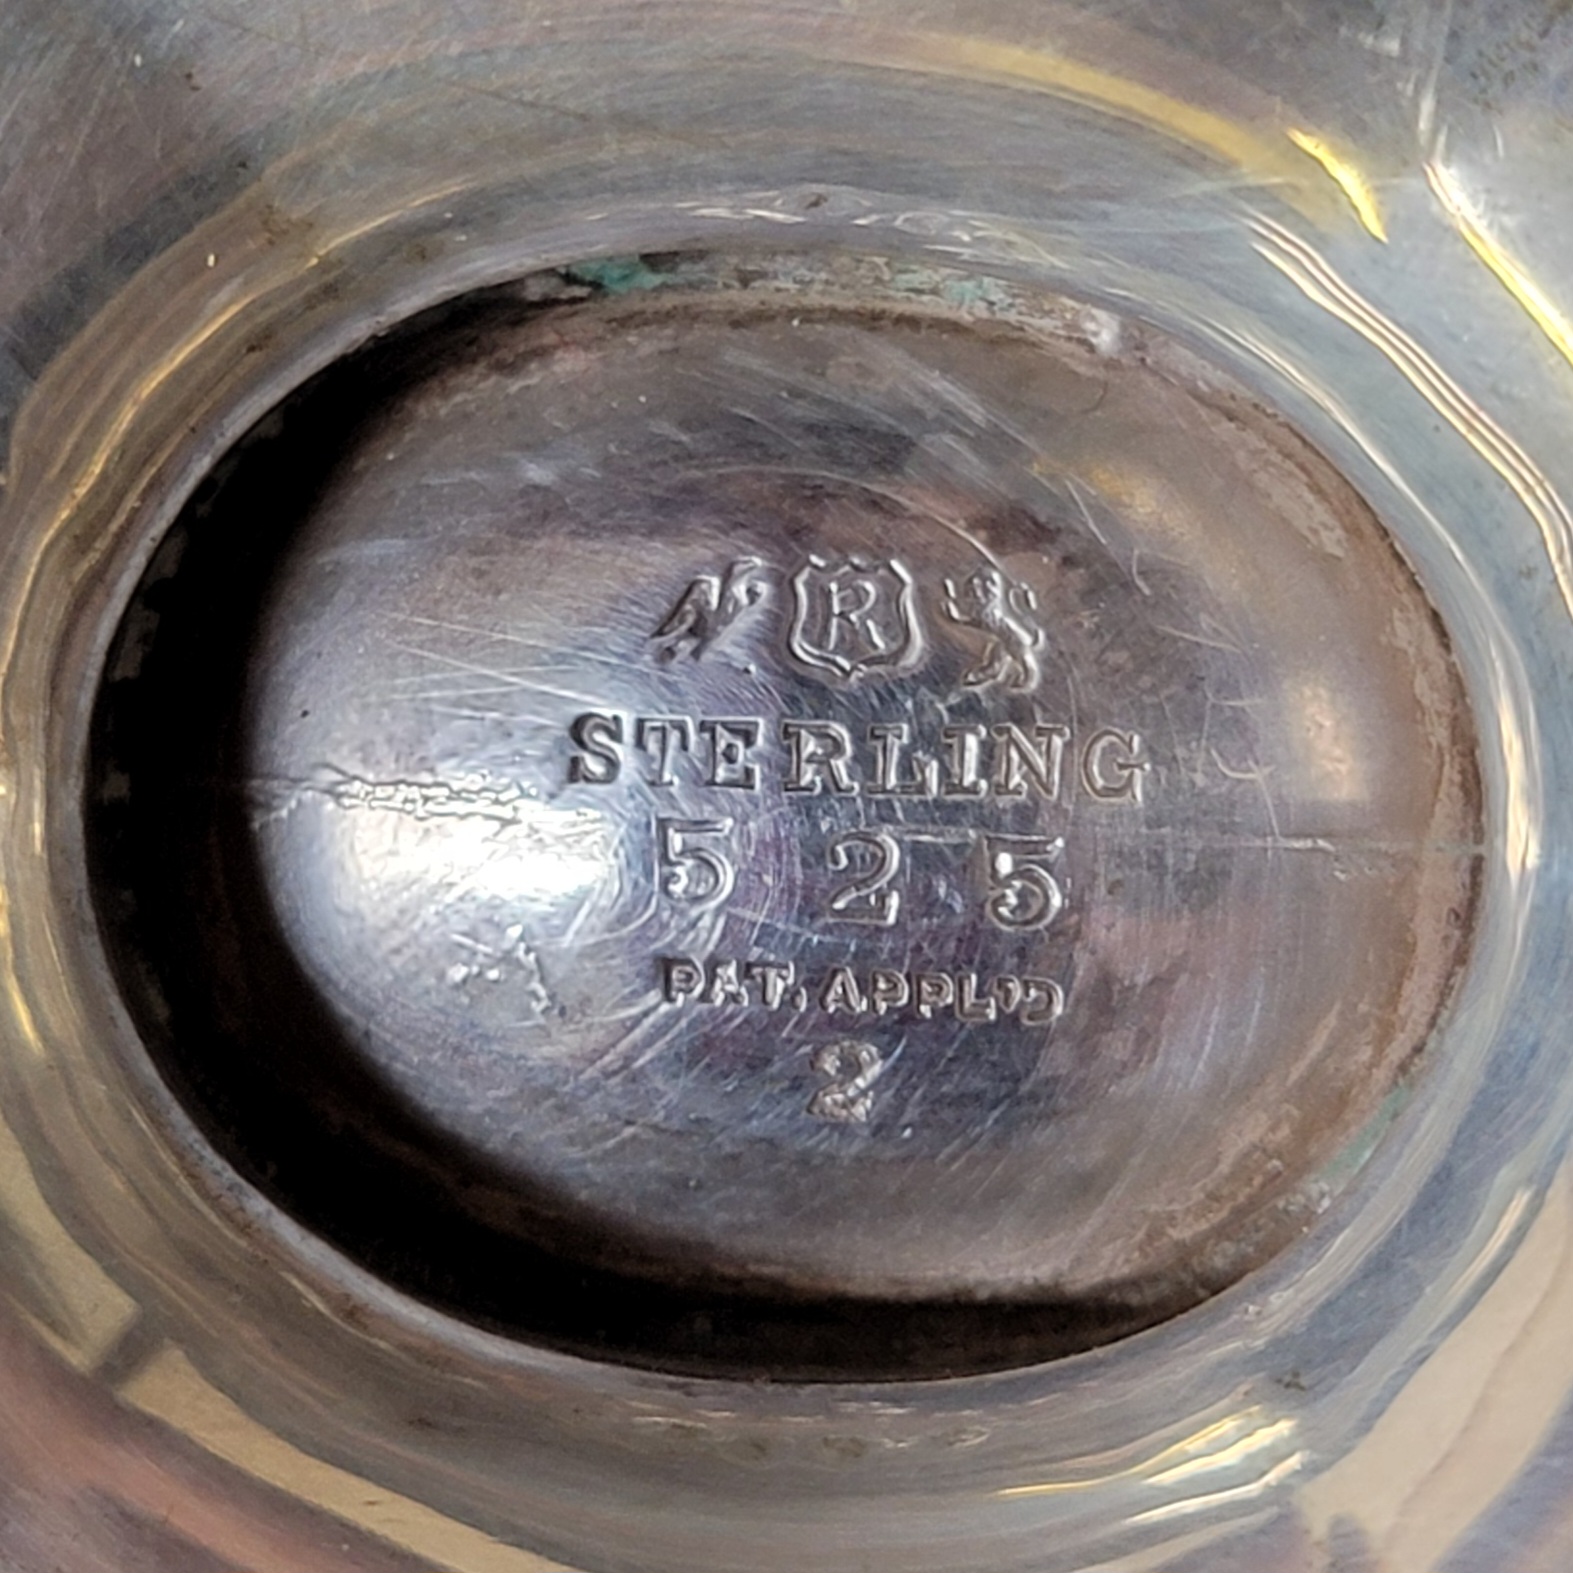 R
STERLING
525
PAT. APPL'D
2